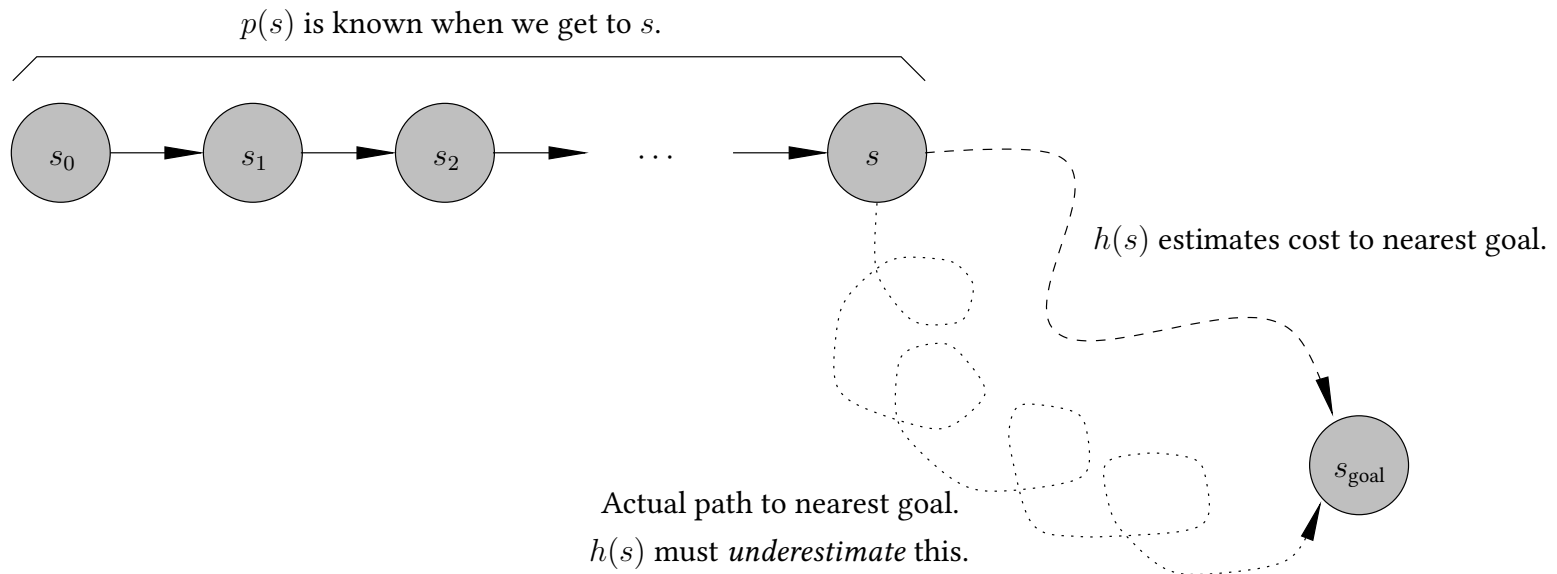 p(s) is known when we get to s.
s₀ s₁ s₂ … s
h(s) estimates cost to nearest goal.
s_goal
Actual path to nearest goal.
h(s) must underestimate this.